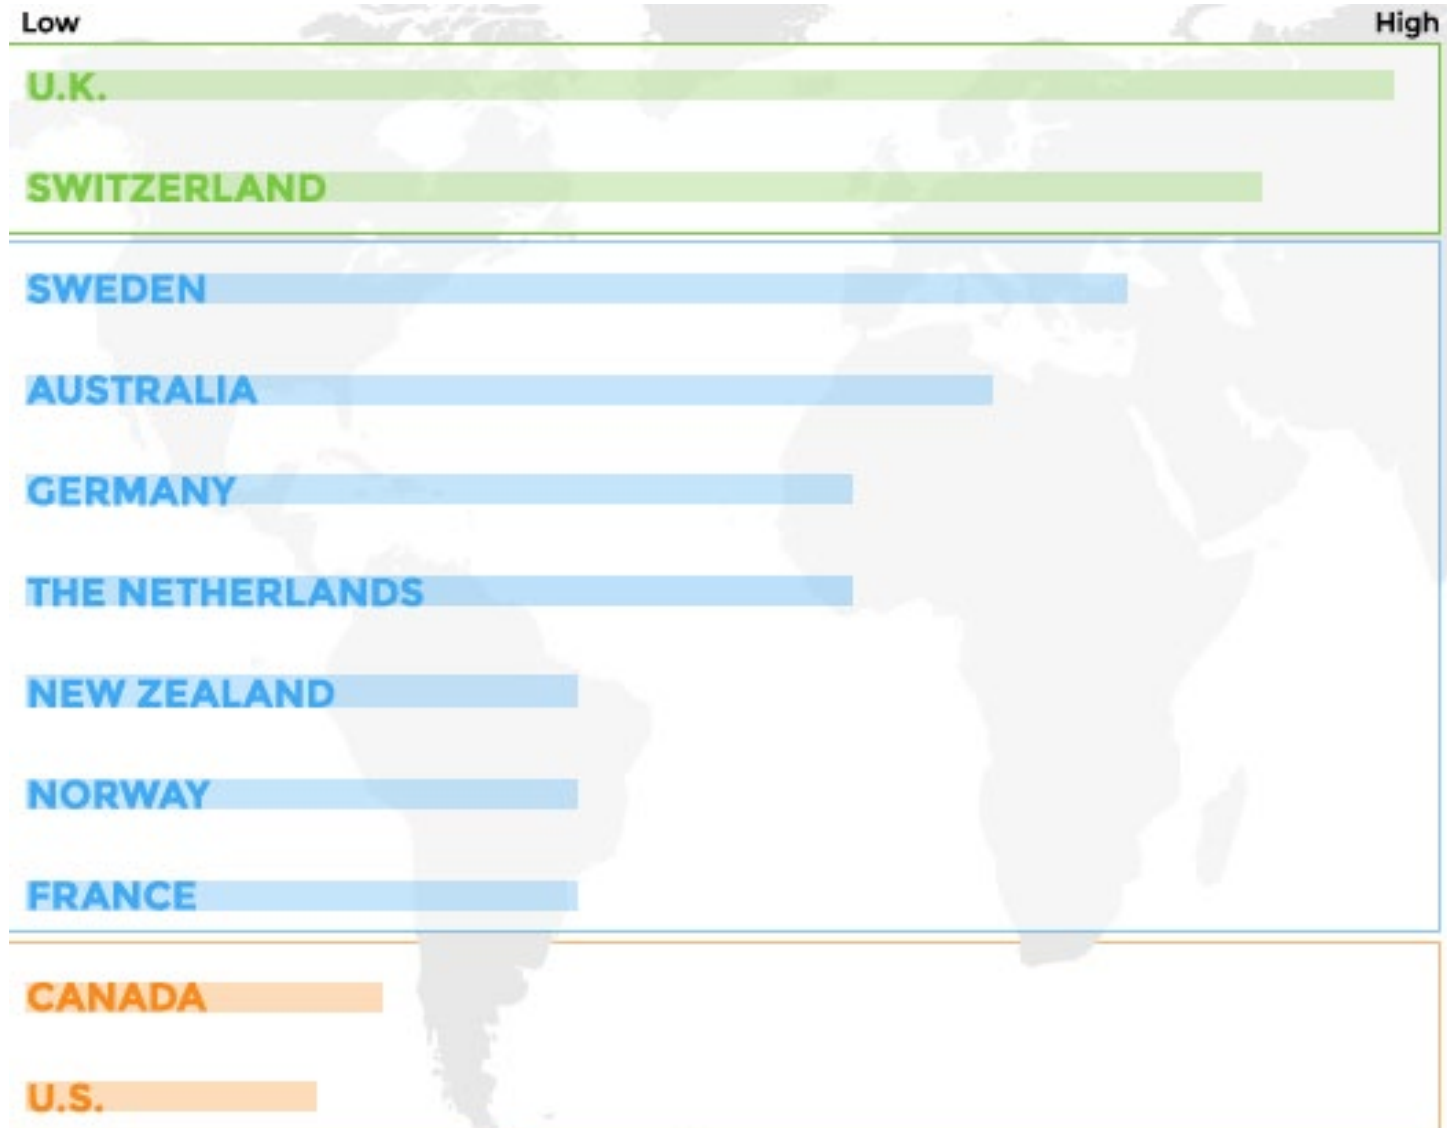 Low High
U.K.
SWITZERLAND
SWEDEN
AUSTRALIA
GERMANY
THE NETHERLANDS
NEW ZEALAND
NORWAY
FRANCE
CANADA
U.S.